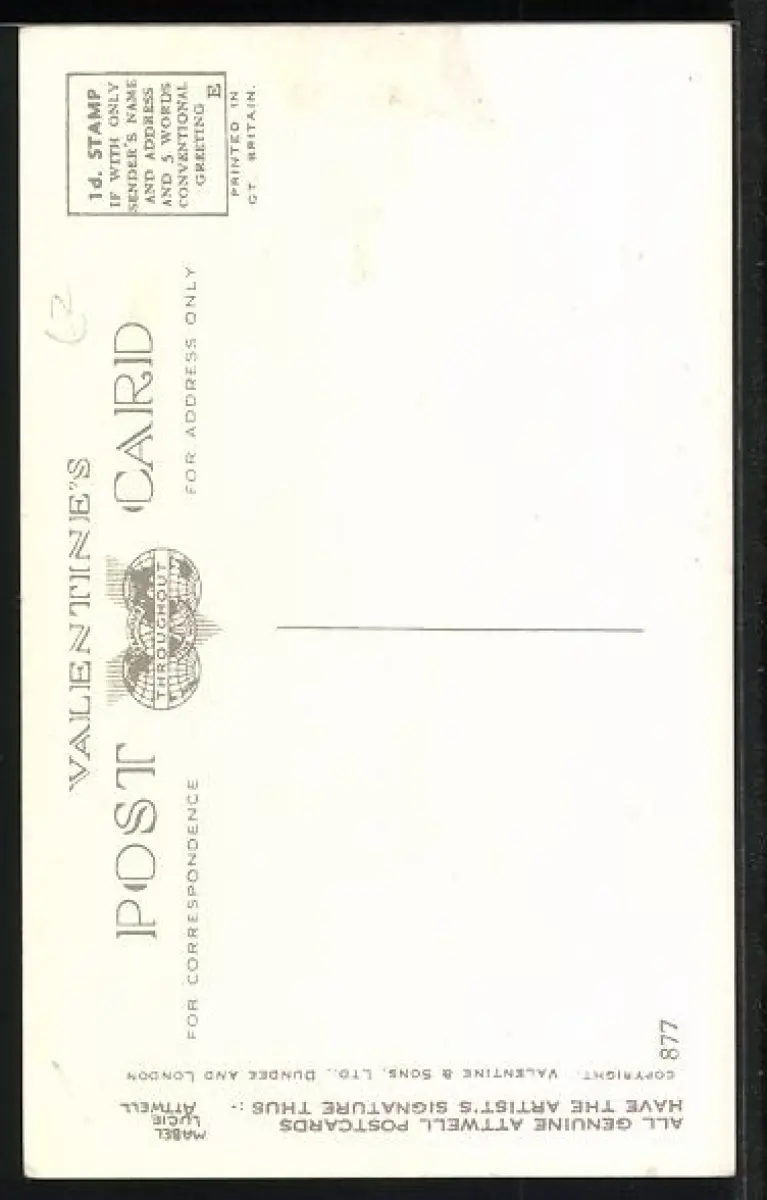 VALENTINE'S
POST CARD
THROUGHOUT
FOR CORRESPONDENCE
FOR ADDRESS ONLY
1d. STAMP
IF WITH ONLY
SENDER'S NAME
AND ADDRESS
AND 5 WORDS
CONVENTIONAL
GREETING
E
PRINTED IN
GT. BRITAIN.
62
877
COPYRIGHT. VALENTINE & SONS, LTD., DUNDEE AND LONDON
ALL GENUINE ATTWELL POSTCARDS
HAVE THE ARTIST'S SIGNATURE THUS :-
MABEL
LUCIE
ATTWELL